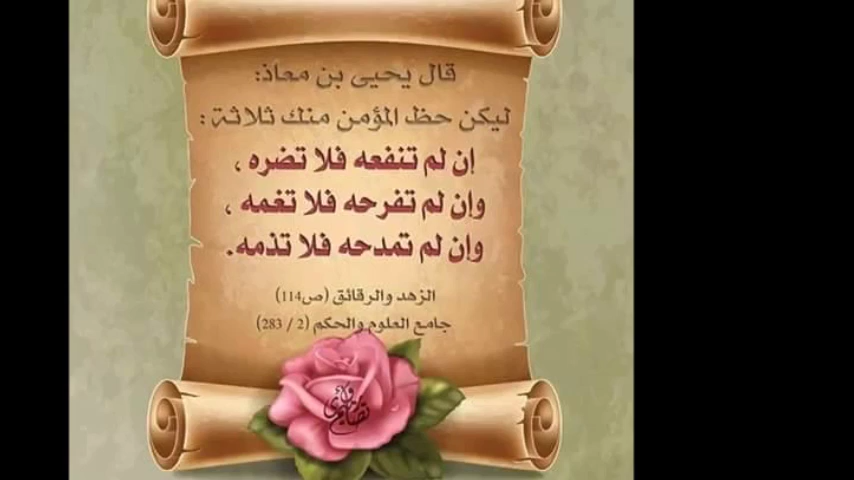 قال يحيى بن معاذ:
ليكن حظ المؤمن منك ثلاثة :
إن لم تنفعه فلا تضره ،
وإن لم تفرحه فلا تغمه ،
وإن لم تمدحه فلا تذمه.
الزهد والرقائق (ص114)
جامع العلوم والحكم (2 / 283)